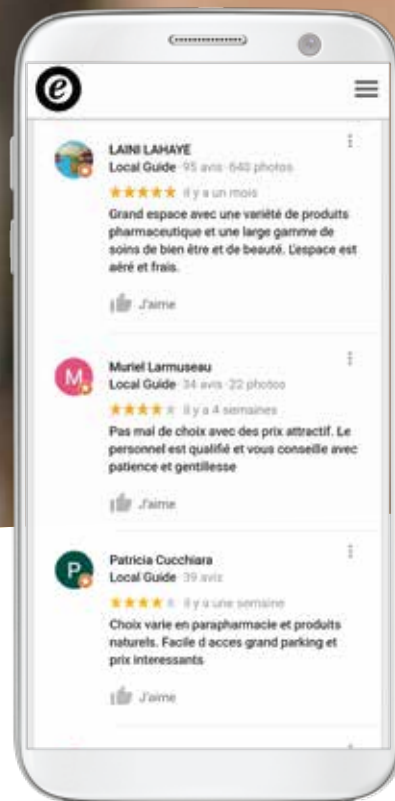 e
LAINI LAHAYE
Local Guide 95 avis 640 photos
il y a un mois
Grand espace avec une variété de produits
pharmaceutique et une large gamme de
soins de bien être et de beauté. L'espace est
aéré et frais.
J'aime
M
Muriel Larmuseau
Local Guide 34 avis 22 photos
il y a 4 semaines
Pas mal de choix avec des prix attractif. Le
personnel est qualifié et vous conseille avec
patience et gentillesse
J'aime
P
Patricia Cucchiara
Local Guide 39 avis
il y a une semaine
Choix varie en parapharmacie et produits
naturels. Facile d acces grand parking et
prix interessants
J'aime